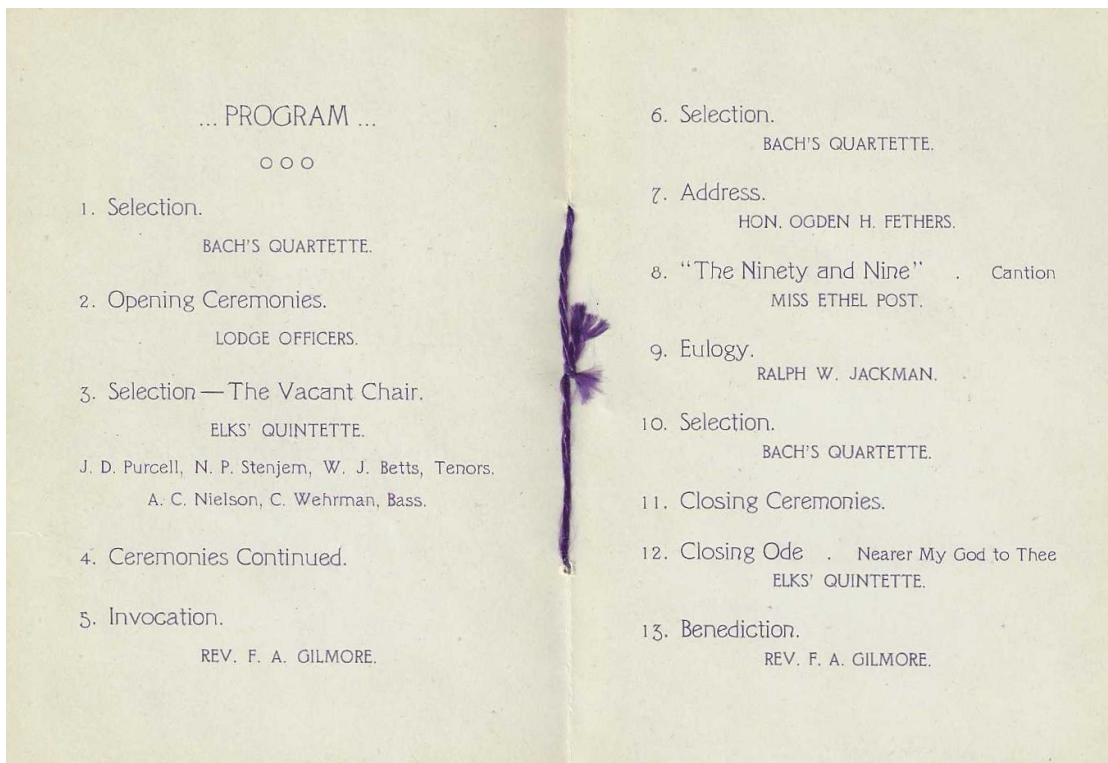 ... PROGRAM ...
1. Selection.
BACH'S QUARTETTE.
2. Opening Ceremonies.
LODGE OFFICERS.
3. Selection — The Vacant Chair.
ELKS' QUINTETTE.
J. D. Purcell, N. P. Stenjem, W. J. Betts, Tenors.
A. C. Nielson, C. Wehrman, Bass.
4. Ceremonies Continued.
5. Invocation.
REV. F. A. GILMORE.
6. Selection.
BACH'S QUARTETTE.
7. Address.
HON. OGDEN H. FETHERS.
8. "The Ninety and Nine" . Cantion
MISS ETHEL POST.
9. Eulogy.
RALPH W. JACKMAN.
10. Selection.
BACH'S QUARTETTE.
11. Closing Ceremonies.
12. Closing Ode . Nearer My God to Thee
ELKS' QUINTETTE.
13. Benediction.
REV. F. A. GILMORE.